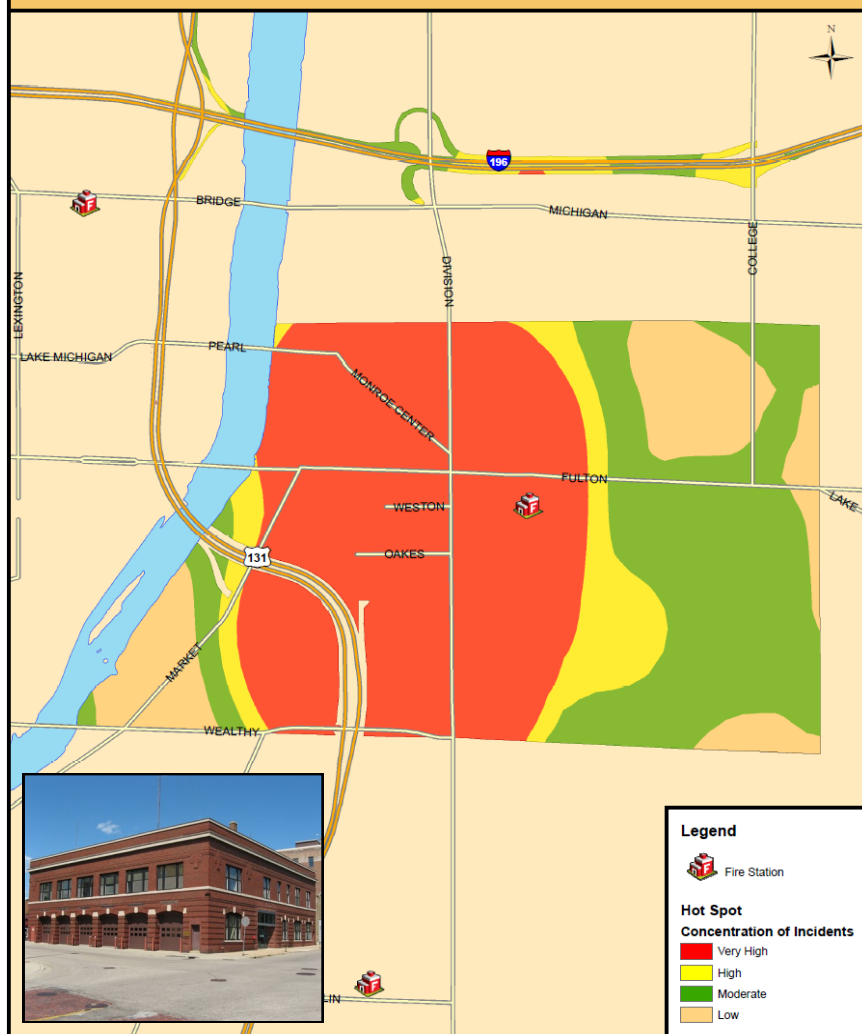 N
196
BRIDGE
MICHIGAN
COLLEGE
DIVISION
LEXINGTON
PEARL
LAKE MICHIGAN
MONROE CENTER
FULTON
LAKE
WESTON
OAKES
131
MARKET
WEALTHY
LIN
Legend
F Fire Station
Hot Spot
Concentration of Incidents
Very High
High
Moderate
Low